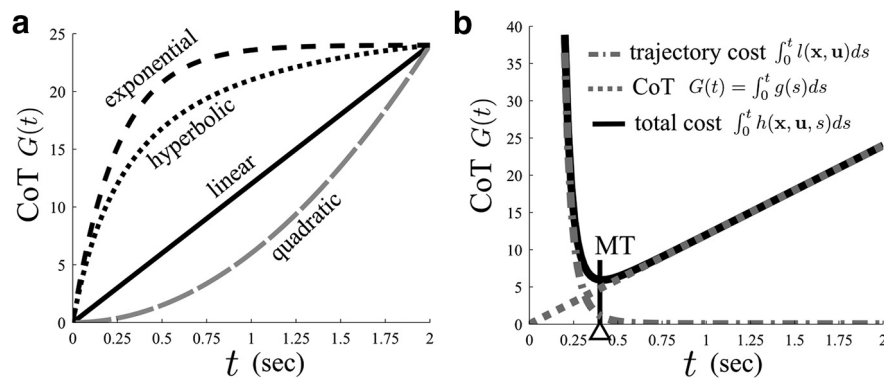 a
CoT G(t)
25
20
15
10
5
0
exponential
hyperbolic
linear
quadratic
0 0.25 0.5 0.75 1 1.25 1.5 1.75 2
t (sec)
b
CoT G(t)
40
35
30
25
20
15
10
5
0
trajectory cost ∫₀ᵗ l(x, u)ds
CoT G(t) = ∫₀ᵗ g(s)ds
total cost ∫₀ᵗ h(x, u, s)ds
MT
0 0.25 0.5 0.75 1 1.25 1.5 1.75 2
t (sec)